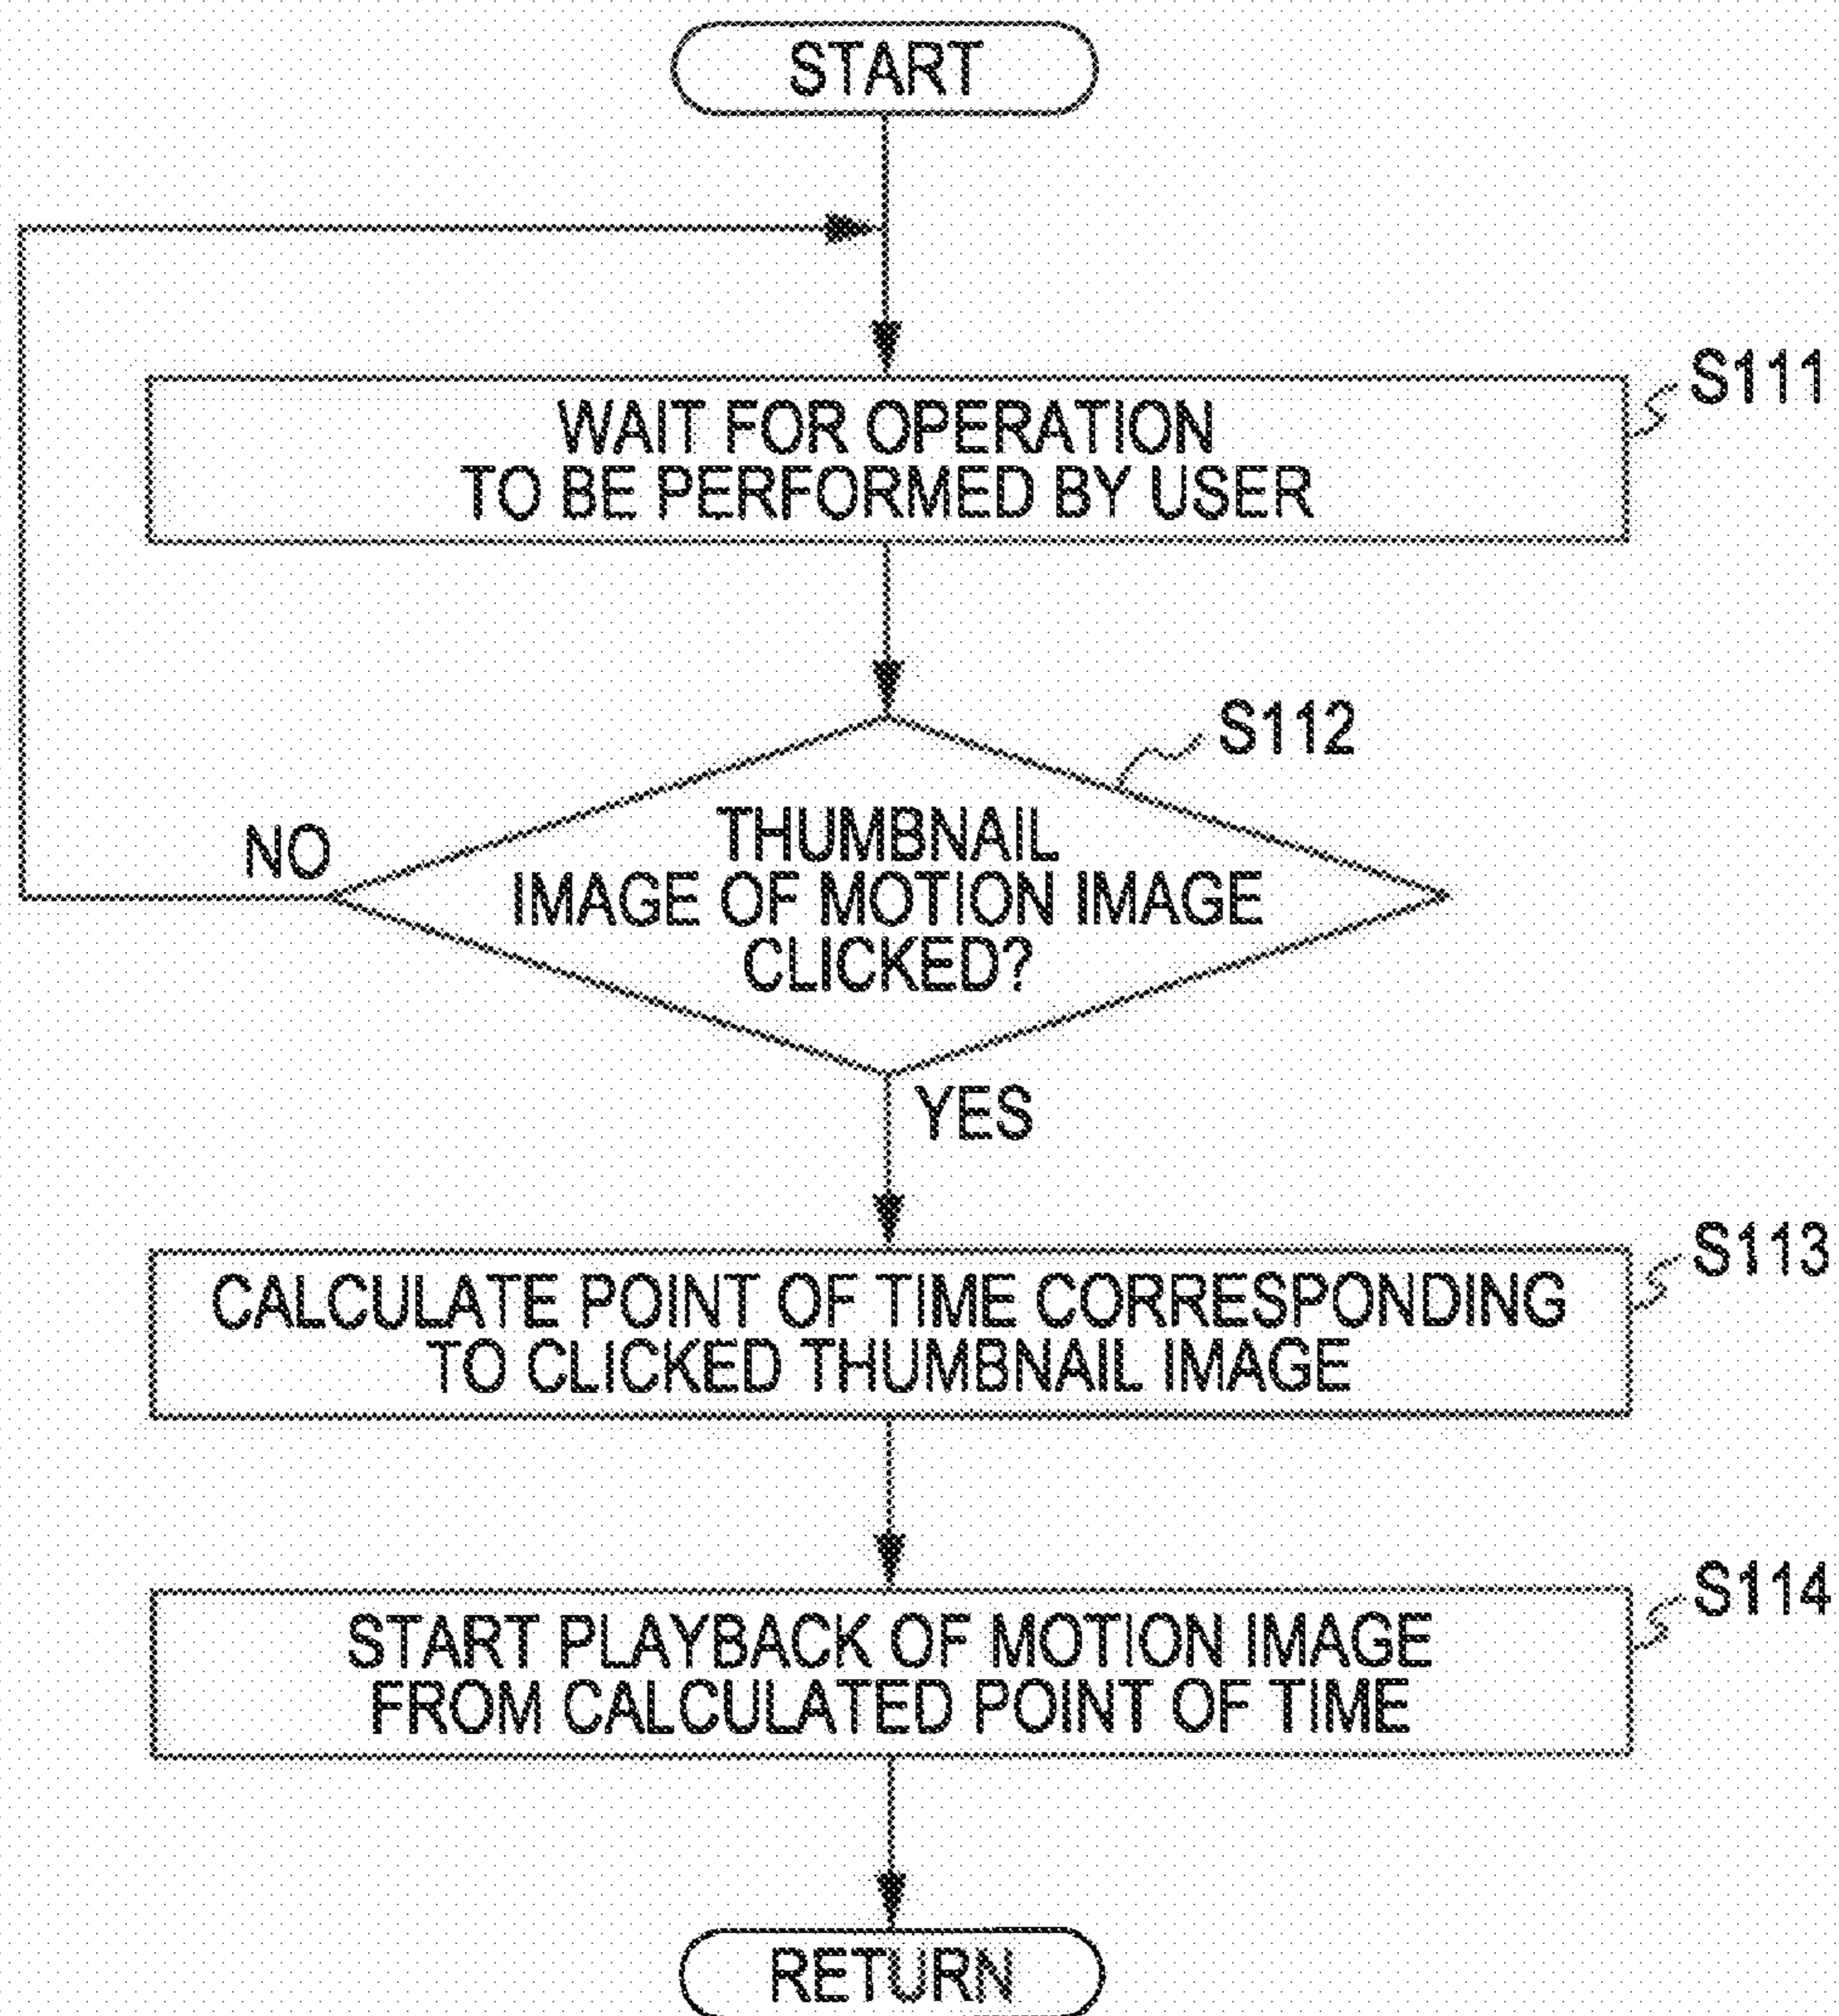 START
WAIT FOR OPERATION
TO BE PERFORMED BY USER
S111
S112
THUMBNAIL
IMAGE OF MOTION IMAGE
CLICKED?
NO
YES
S113
CALCULATE POINT OF TIME CORRESPONDING
TO CLICKED THUMBNAIL IMAGE
S114
START PLAYBACK OF MOTION IMAGE
FROM CALCULATED POINT OF TIME
RETURN